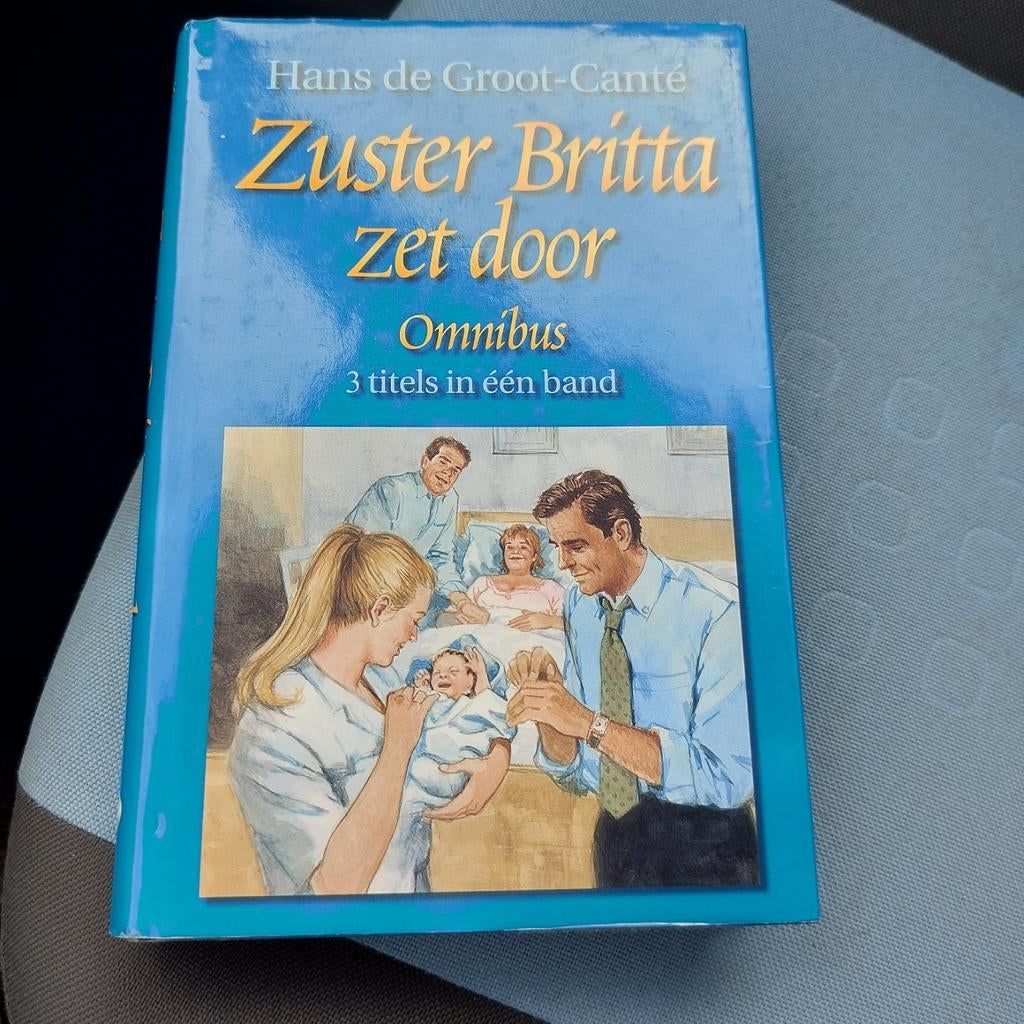 Hans de Groot-Canté
Zuster Britta
zet door
Omnibus
3 titels in één band